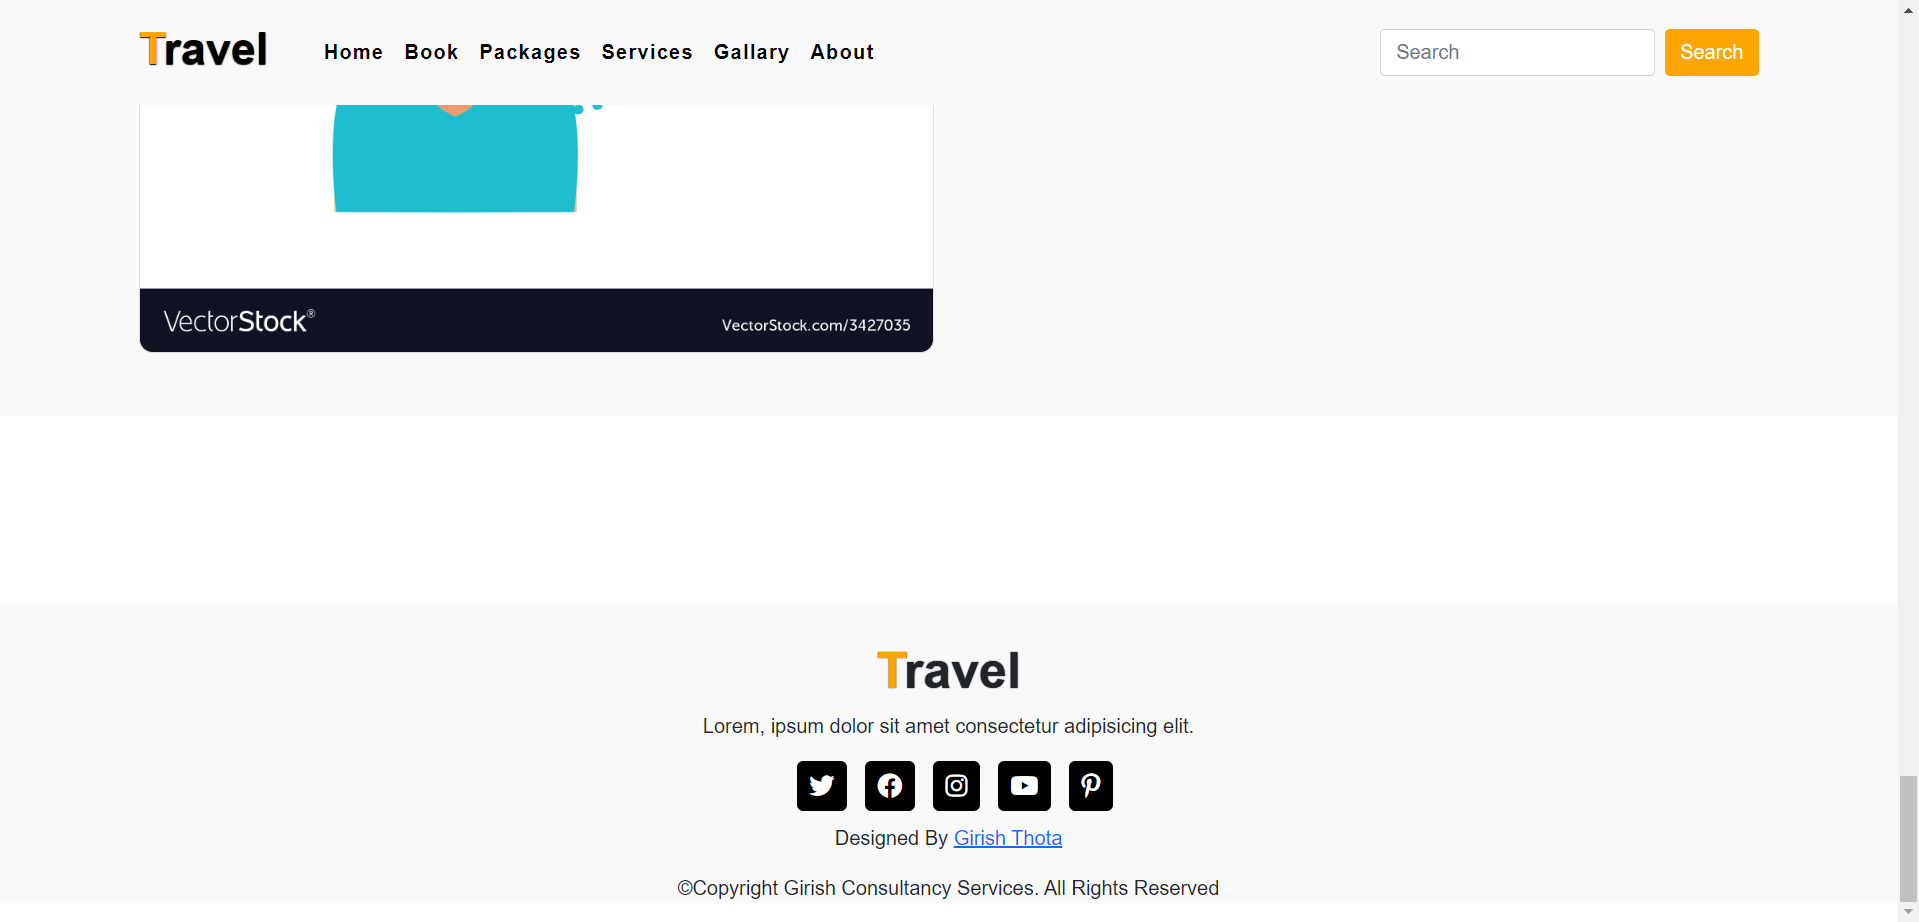 Travel Home Book Packages Services Gallary About Search Search
VectorStock® VectorStock.com/3427035
Travel
Lorem, ipsum dolor sit amet consectetur adipisicing elit.
Designed By Girish Thota
©Copyright Girish Consultancy Services. All Rights Reserved